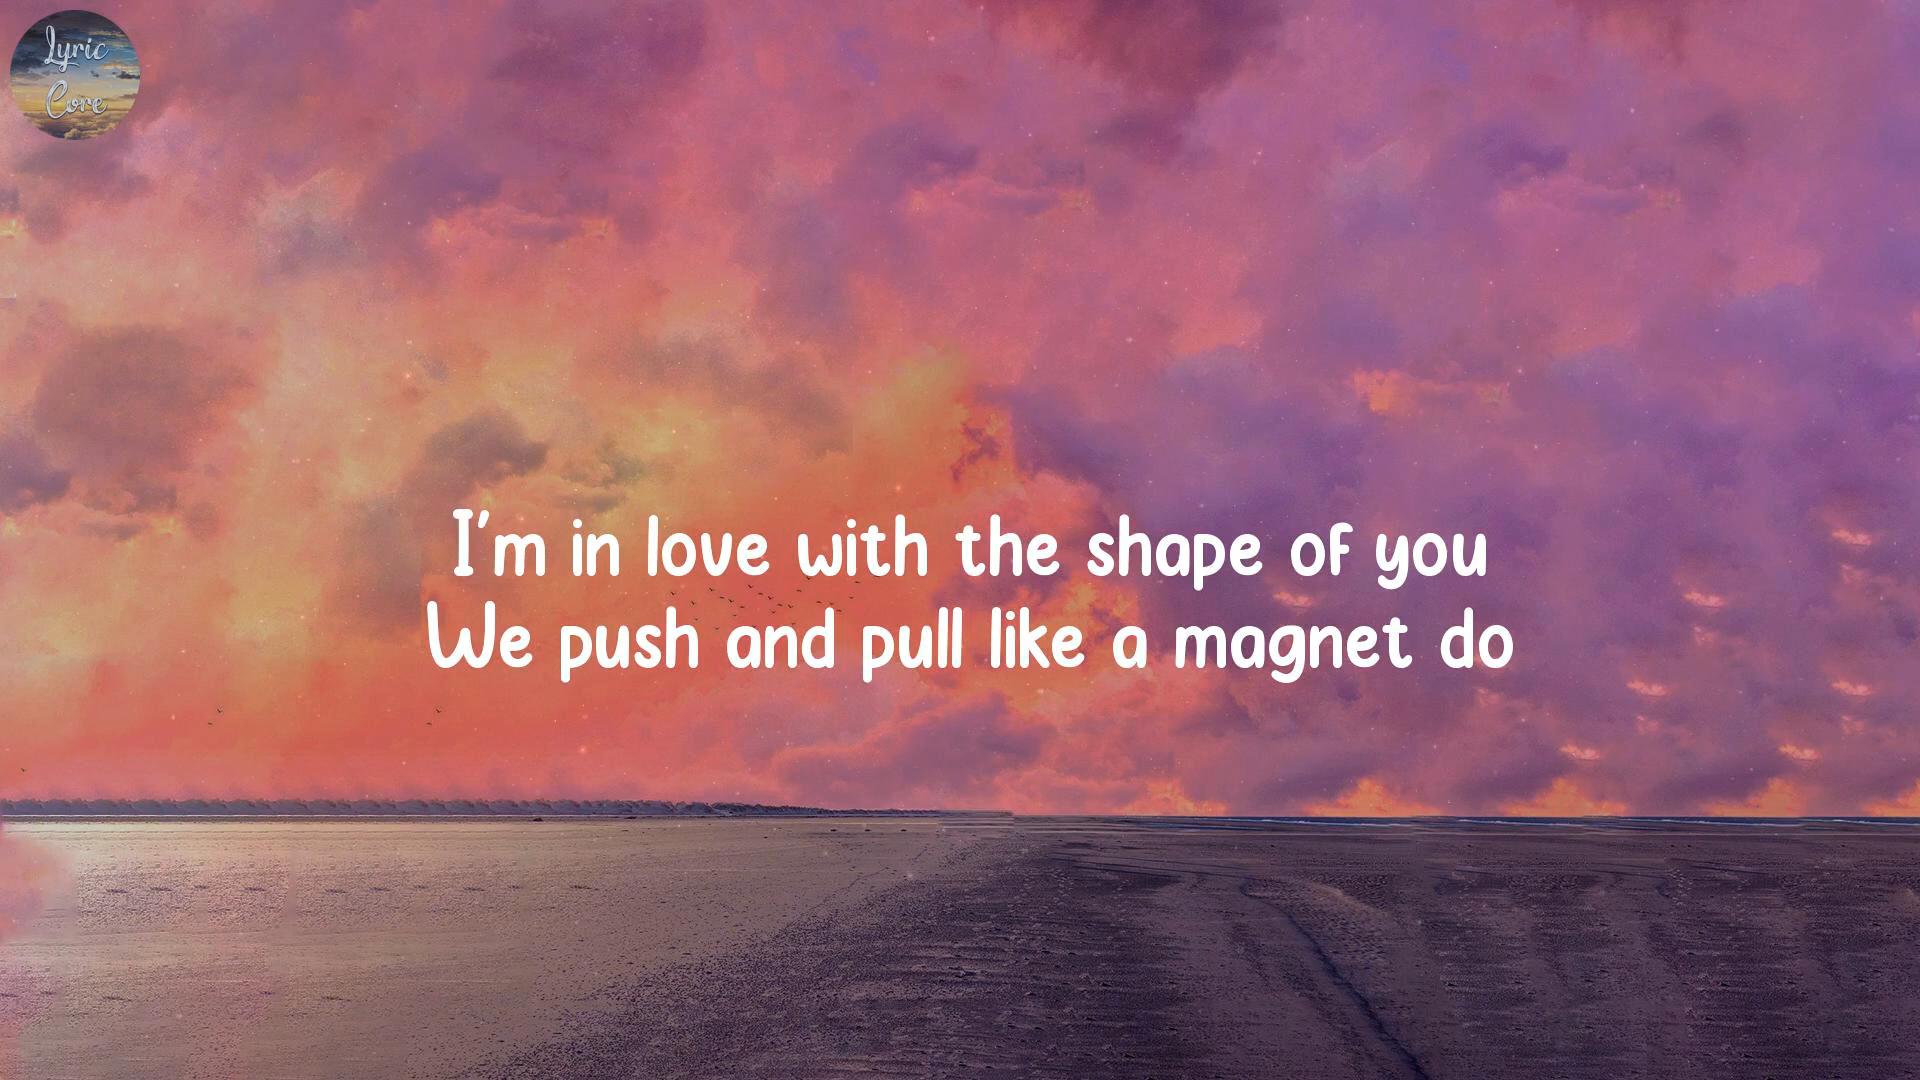 Lyric
Core
I'm in love with the shape of you
We push and pull like a magnet do